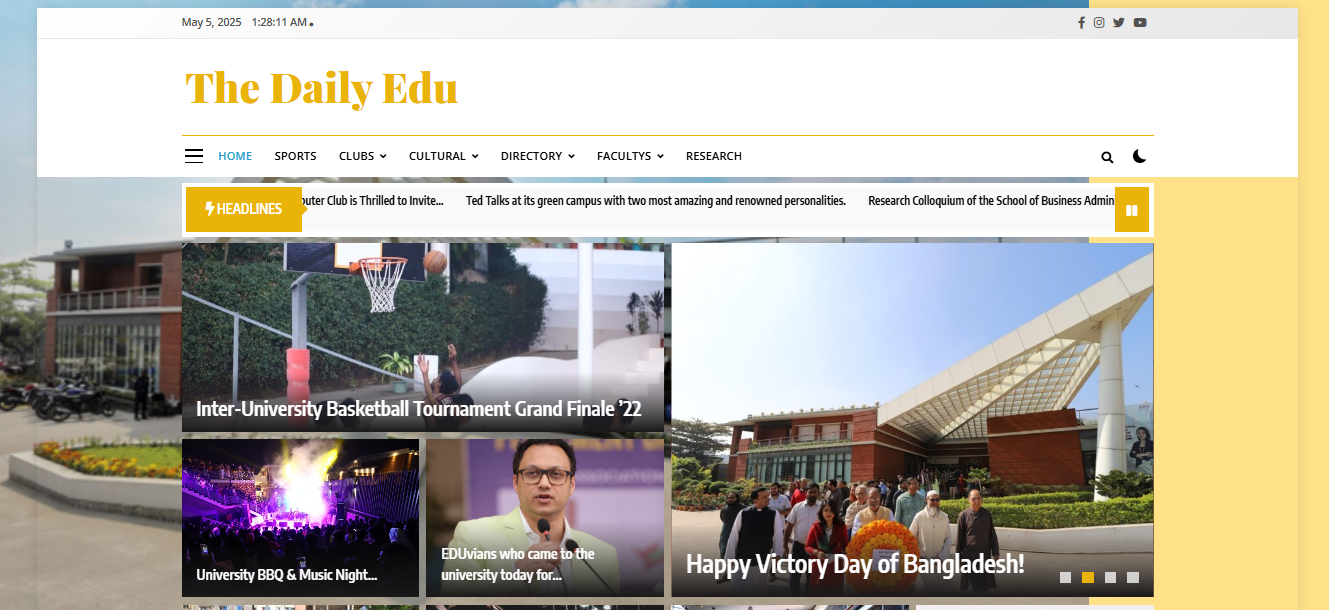 May 5, 2025 1:28:11 AM
The Daily Edu
HOME SPORTS CLUBS CULTURAL DIRECTORY FACULTYS RESEARCH
HEADLINES
Club is Thrilled to Invite... Ted Talks at its green campus with two most amazing and renowned personalities. Research Colloquium of the School of Business Admin
Inter-University Basketball Tournament Grand Finale ’22
University BBQ & Music Night...
EDUvians who came to the
university today for...
Happy Victory Day of Bangladesh!